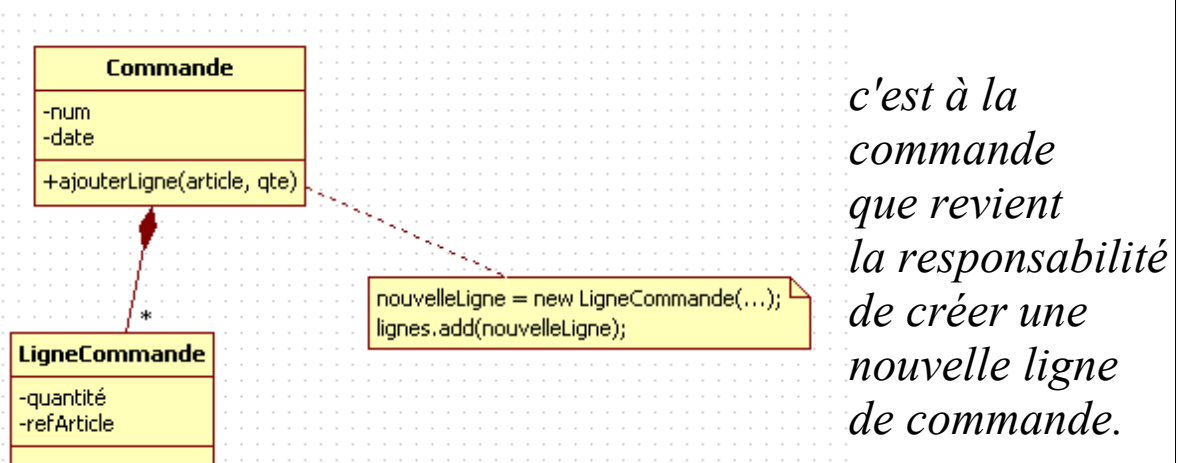 Commande
-num
-date
+ajouterLigne(article, qte)
nouvelleLigne = new LigneCommande(...);
lignes.add(nouvelleLigne);
*
LigneCommande
-quantité
-refArticle
c'est à la
commande
que revient
la responsabilité
de créer une
nouvelle ligne
de commande.